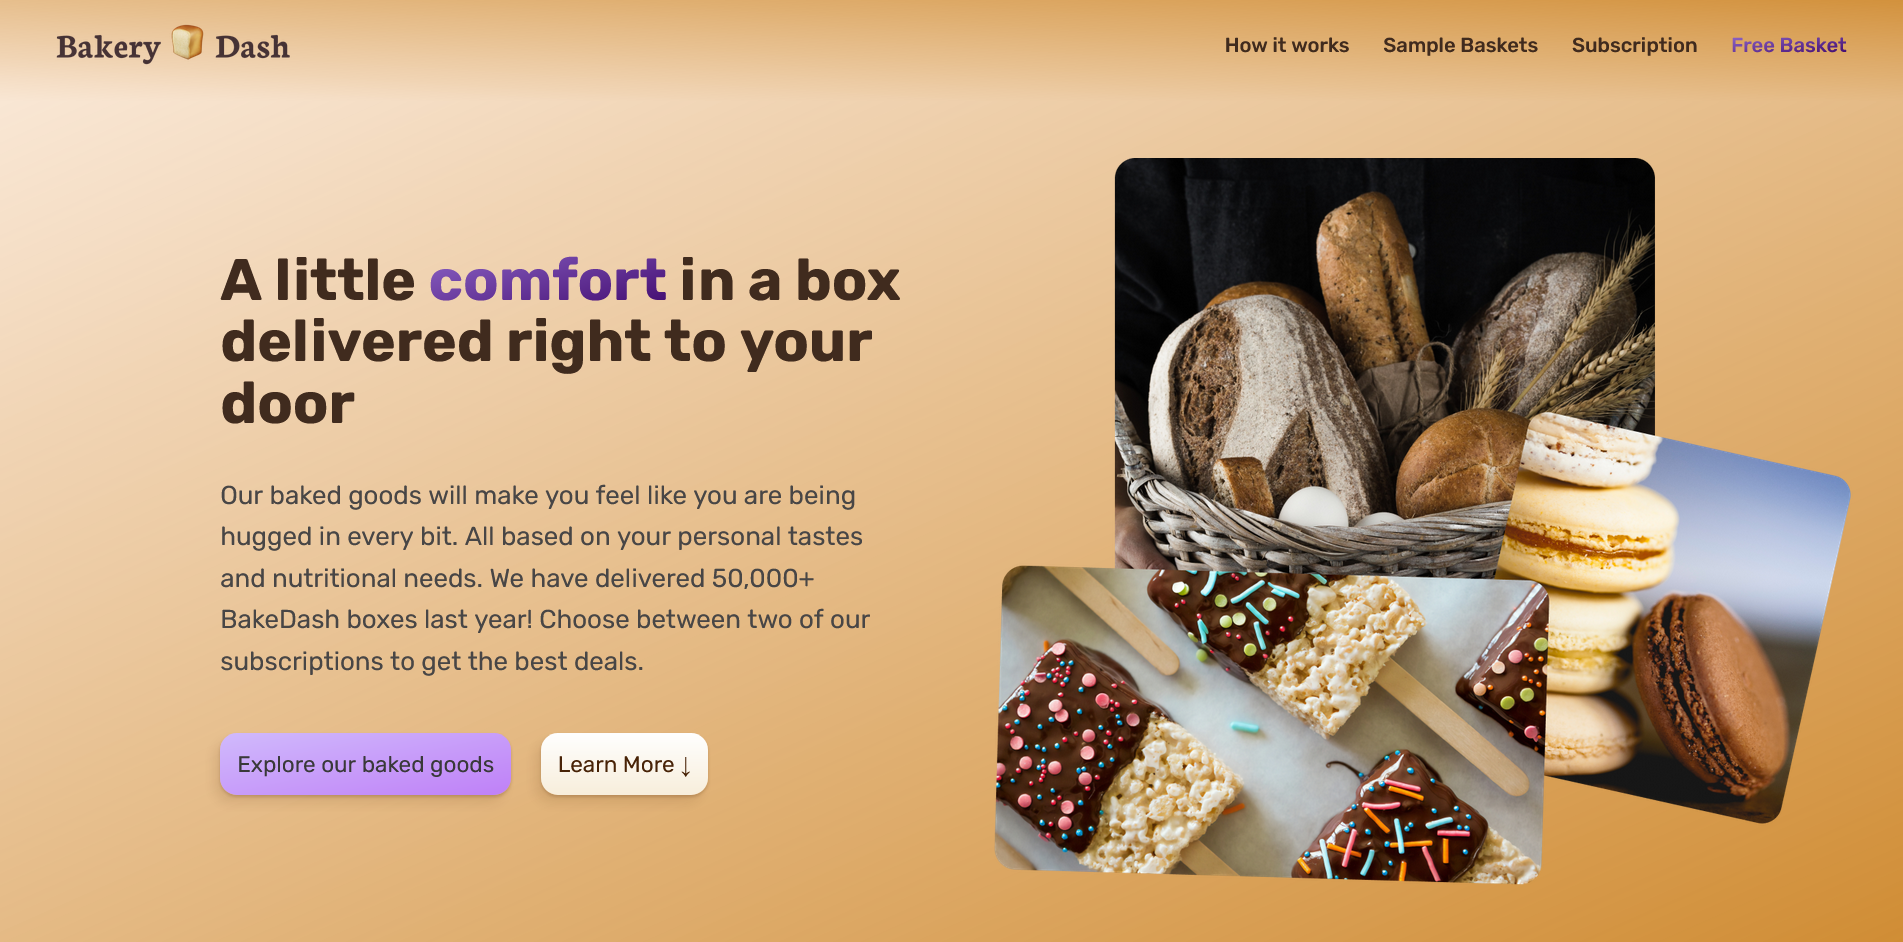 Bakery Dash
How it works
Sample Baskets
Subscription
Free Basket
A little comfort in a box
delivered right to your
door
Our baked goods will make you feel like you are being
hugged in every bit. All based on your personal tastes
and nutritional needs. We have delivered 50,000+
BakeDash boxes last year! Choose between two of our
subscriptions to get the best deals.
Explore our baked goods
Learn More ↓